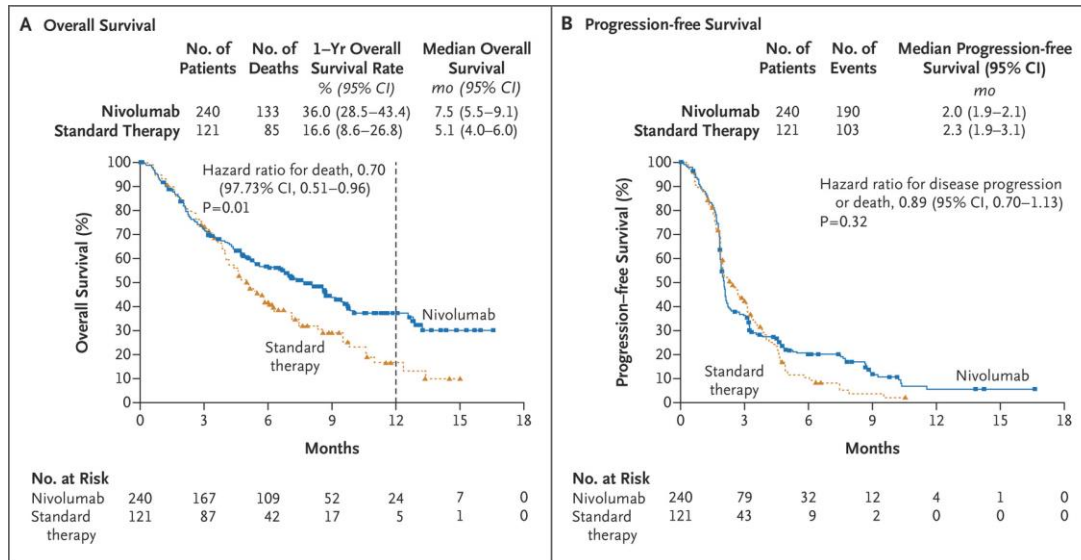 A Overall Survival
No. of Patients No. of Deaths 1–Yr Overall Survival Rate Median Overall Survival
% (95% CI) mo (95% CI)
Nivolumab 240 133 36.0 (28.5–43.4) 7.5 (5.5–9.1)
Standard Therapy 121 85 16.6 (8.6–26.8) 5.1 (4.0–6.0)
Hazard ratio for death, 0.70
(97.73% CI, 0.51–0.96)
P=0.01
Overall Survival (%)
100
90
80
70
60
50
40
30
20
10
0
Nivolumab
Standard
therapy
0 3 6 9 12 15 18
Months
No. at Risk
Nivolumab 240 167 109 52 24 7 0
Standard therapy 121 87 42 17 5 1 0
B Progression-free Survival
No. of Patients No. of Events Median Progression-free Survival (95% CI)
mo
Nivolumab 240 190 2.0 (1.9–2.1)
Standard Therapy 121 103 2.3 (1.9–3.1)
Hazard ratio for disease progression
or death, 0.89 (95% CI, 0.70–1.13)
P=0.32
Progression–free Survival (%)
100
90
80
70
60
50
40
30
20
10
0
Standard
therapy
Nivolumab
0 3 6 9 12 15 18
Months
No. at Risk
Nivolumab 240 79 32 12 4 1 0
Standard therapy 121 43 9 2 0 0 0